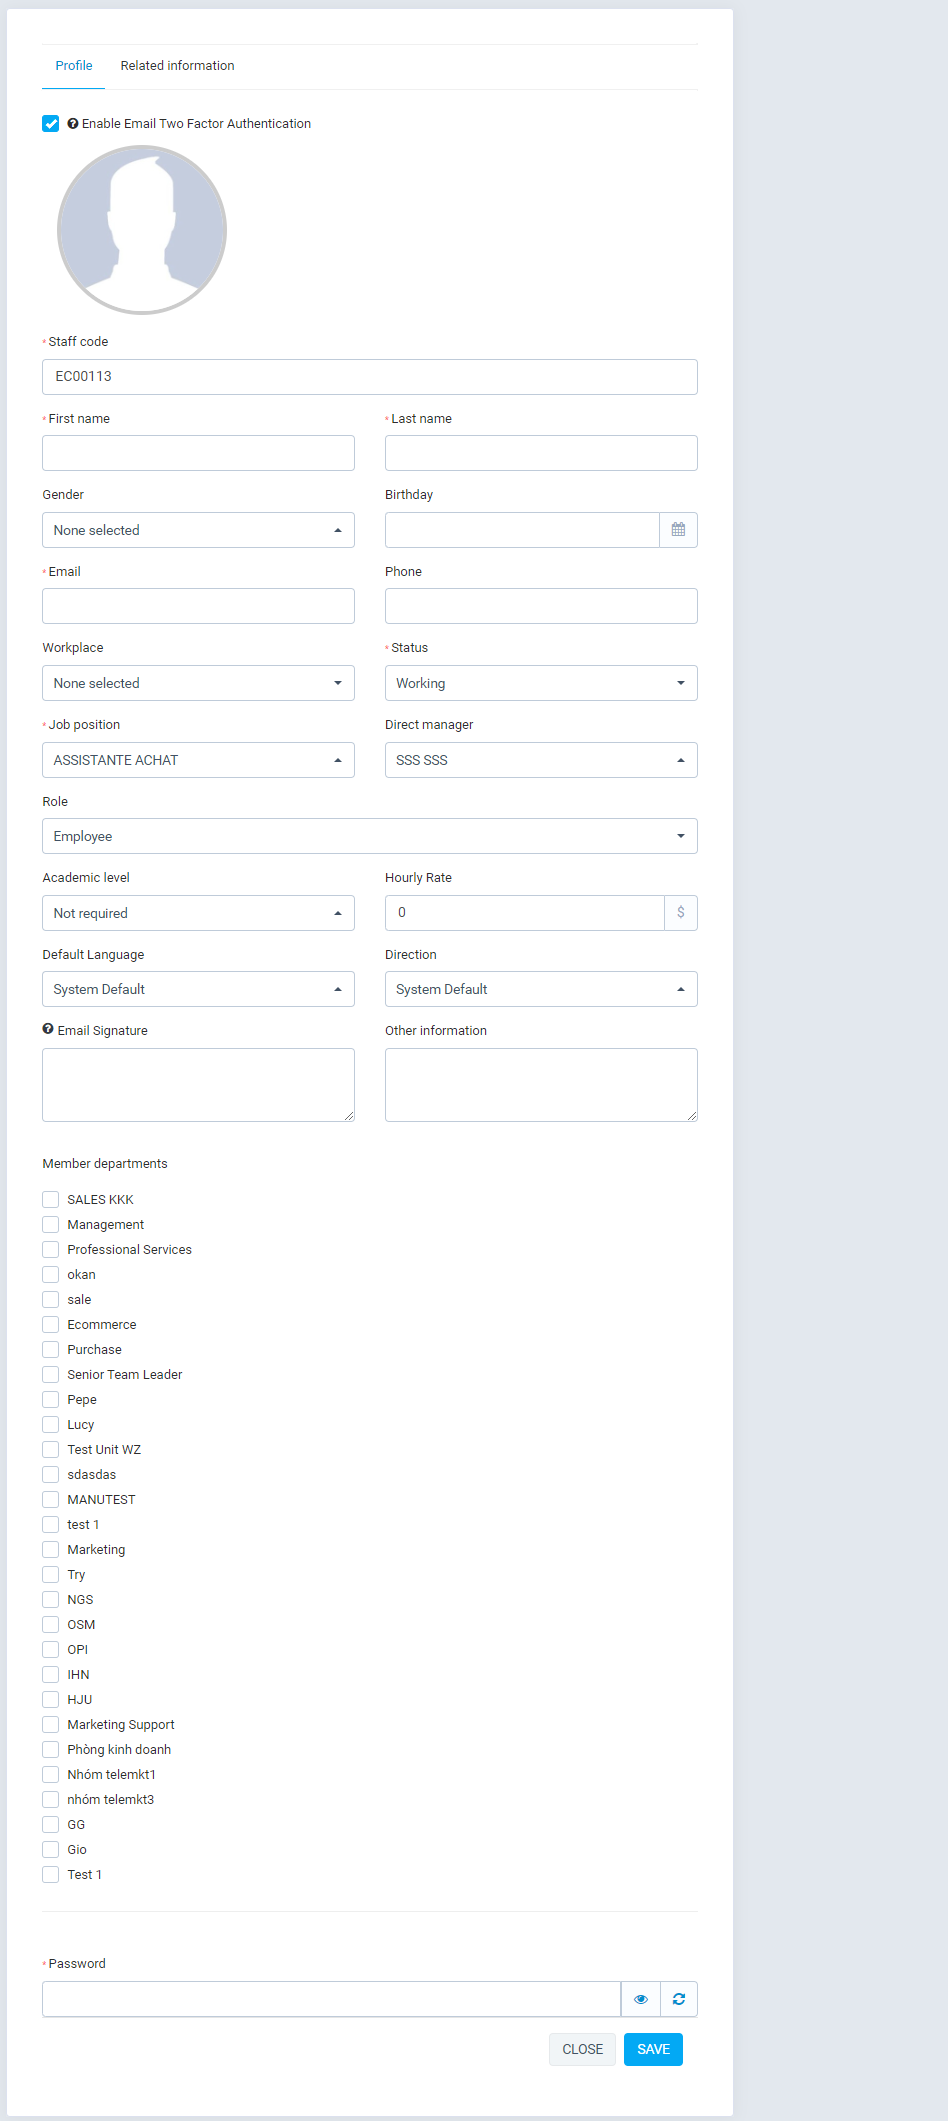 Profile Related information
Enable Email Two Factor Authentication
* Staff code
EC00113
* First name * Last name
Gender Birthday
None selected
* Email Phone
Workplace * Status
None selected Working
* Job position Direct manager
ASSISTANTE ACHAT SSS SSS
Role
Employee
Academic level Hourly Rate
Not required 0 $
Default Language Direction
System Default System Default
Email Signature Other information
Member departments
SALES KKK
Management
Professional Services
okan
sale
Ecommerce
Purchase
Senior Team Leader
Pepe
Lucy
Test Unit WZ
sdasdas
MANUTEST
test 1
Marketing
Try
NGS
OSM
OPI
IHN
HJU
Marketing Support
Phòng kinh doanh
Nhóm telemkt1
nhóm telemkt3
GG
Gio
Test 1
* Password
CLOSE SAVE